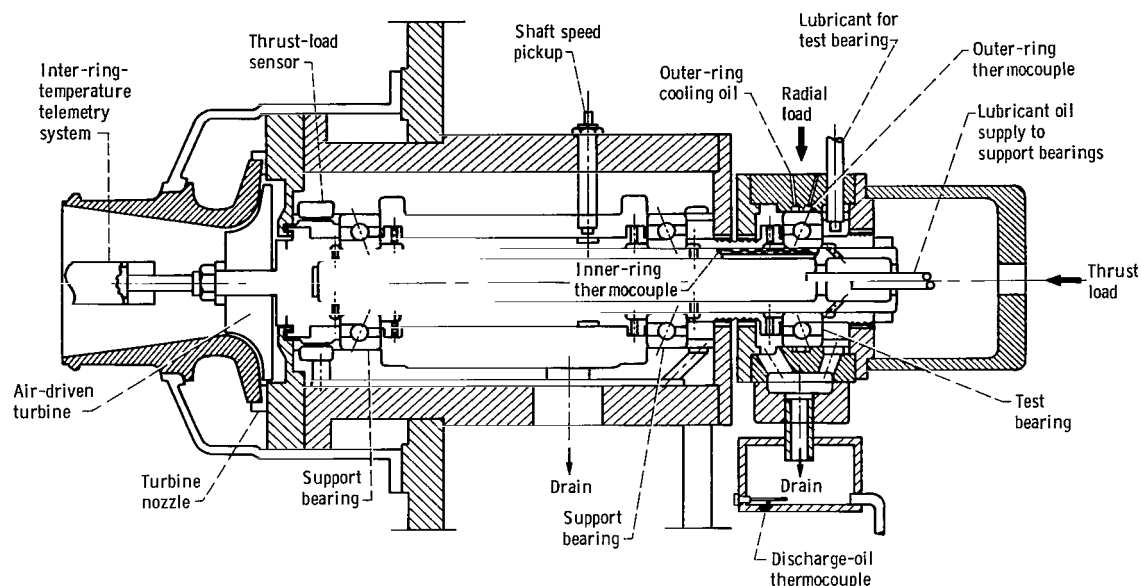 Inter-ring-
temperature
telemetry
system
Thrust-load
sensor
Shaft speed
pickup
Outer-ring
cooling oil
Radial
load
Lubricant for
test bearing
Outer-ring
thermocouple
Lubricant oil
supply to
support bearings
Inner-ring
thermocouple
Thrust
load
Air-driven
turbine
Turbine
nozzle
Support
bearing
Drain
Support
bearing
Drain
Test
bearing
Discharge-oil
thermocouple